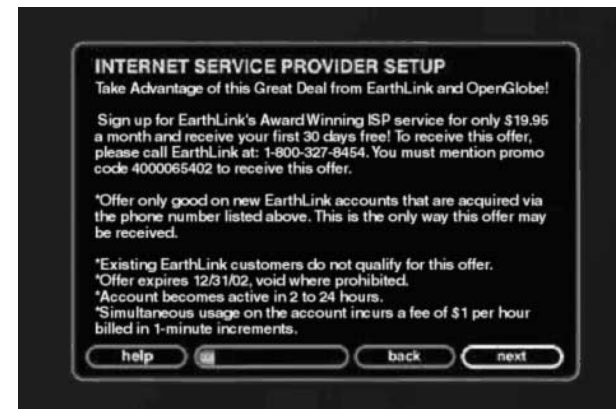 INTERNET SERVICE PROVIDER SETUP
Take Advantage of this Great Deal from EarthLink and OpenGlobe!
Sign up for EarthLink's Award Winning ISP service for only $19.95
a month and receive your first 30 days free! To receive this offer,
please call EarthLink at: 1-800-327-8454. You must mention promo
code 4000065402 to receive this offer.
*Offer only good on new EarthLink accounts that are acquired via
the phone number listed above. This is the only way this offer may
be received.
*Existing EarthLink customers do not qualify for this offer.
*Offer expires 12/31/02, void where prohibited.
*Account becomes active in 2 to 24 hours.
*Simultaneous usage on the account incurs a fee of $1 per hour
billed in 1-minute increments.
help back next